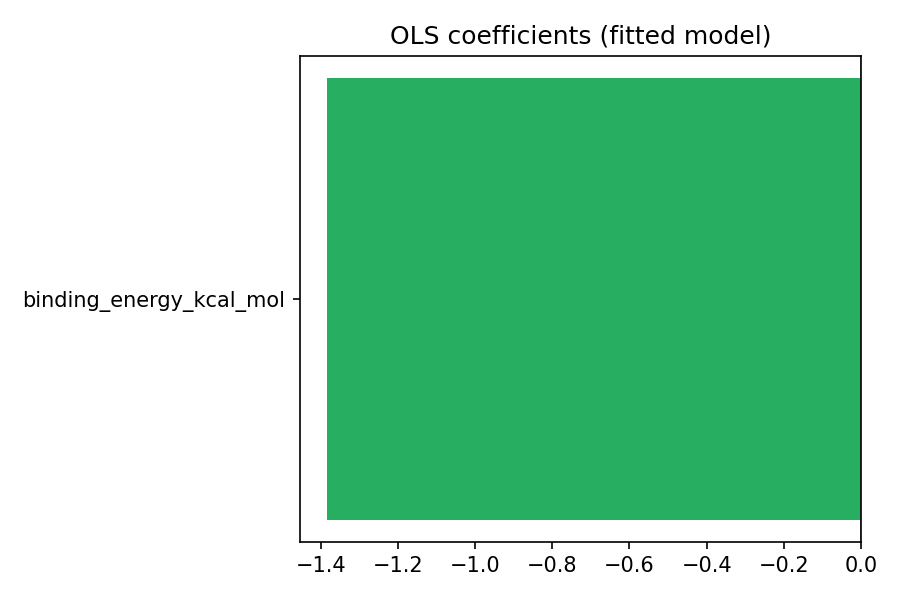 OLS coefficients (fitted model)
binding_energy_kcal_mol
−1.4 −1.2 −1.0 −0.8 −0.6 −0.4 −0.2 0.0